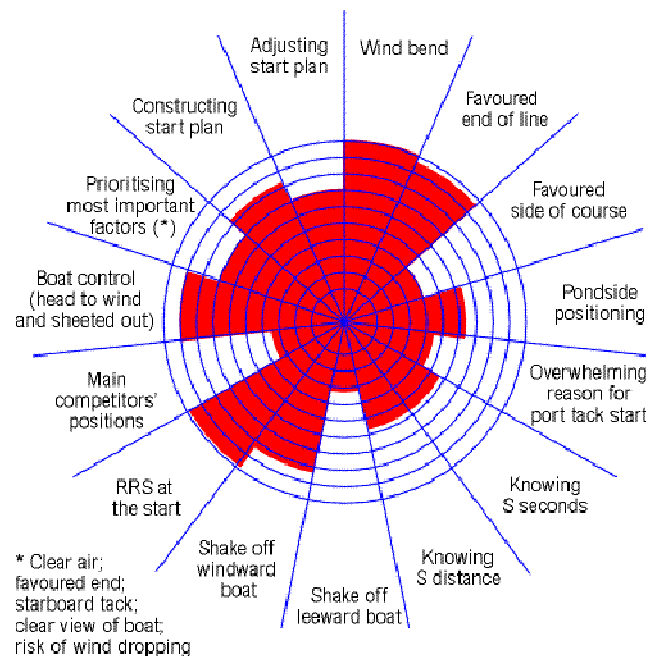 Adjusting
start plan
Wind bend
Favoured
end of line
Favoured
side of course
Pondside
positioning
Overwhelming
reason for
port tack start
Knowing
S seconds
Knowing
S distance
Shake off
leeward boat
Shake off
windward
boat
RRS at
the start
Main
competitors'
positions
Boat control
(head to wind
and sheeted out)
Prioritising
most important
factors (*)
Constructing
start plan
* Clear air;
favoured end;
starboard tack;
clear view of boat;
risk of wind dropping